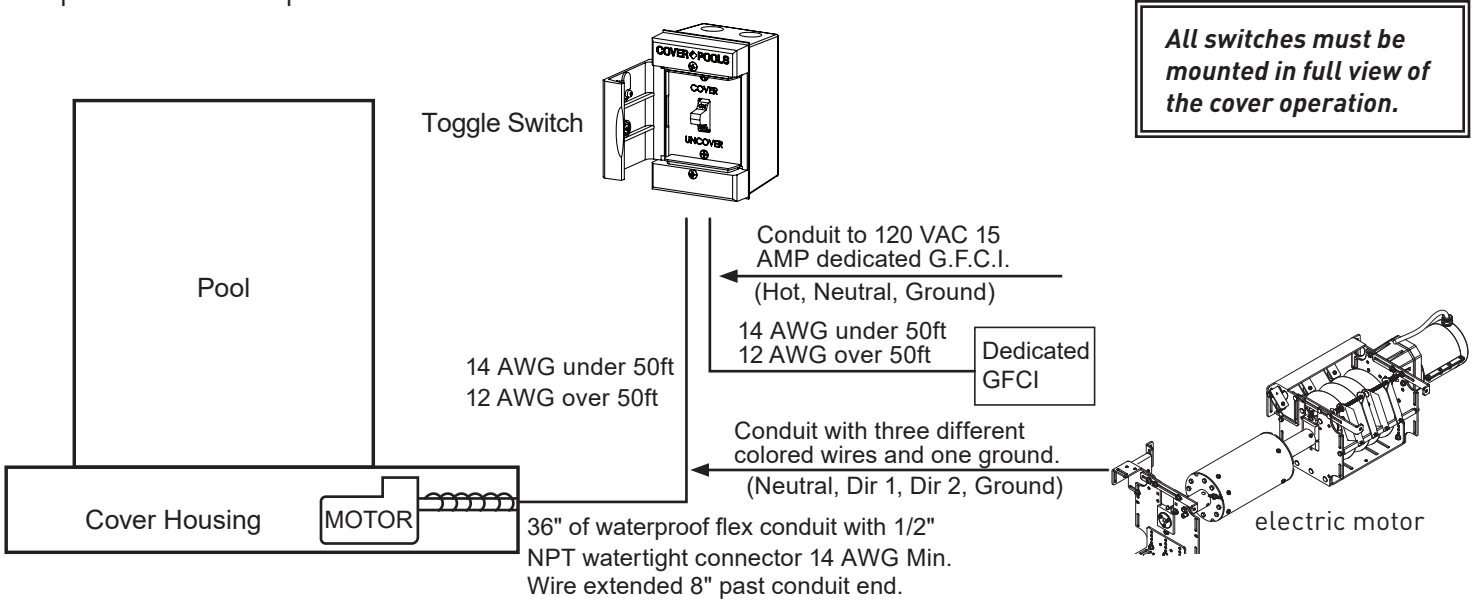 All switches must be
mounted in full view of
the cover operation.
COVER POOLS
COVER
UNCOVER
Toggle Switch
Conduit to 120 VAC 15
AMP dedicated G.F.C.I.
(Hot, Neutral, Ground)
Pool
14 AWG under 50ft
12 AWG over 50ft
Dedicated
GFCI
14 AWG under 50ft
12 AWG over 50ft
Conduit with three different
colored wires and one ground.
(Neutral, Dir 1, Dir 2, Ground)
Cover Housing
MOTOR
36" of waterproof flex conduit with 1/2"
NPT watertight connector 14 AWG Min.
Wire extended 8" past conduit end.
electric motor